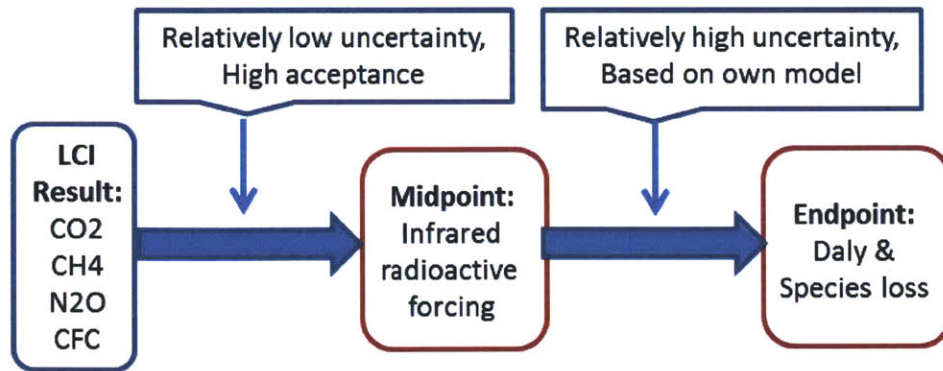 Relatively low uncertainty,
High acceptance
Relatively high uncertainty,
Based on own model
LCI
Result:
CO2
CH4
N2O
CFC
Midpoint:
Infrared
radioactive
forcing
Endpoint:
Daly &
Species loss